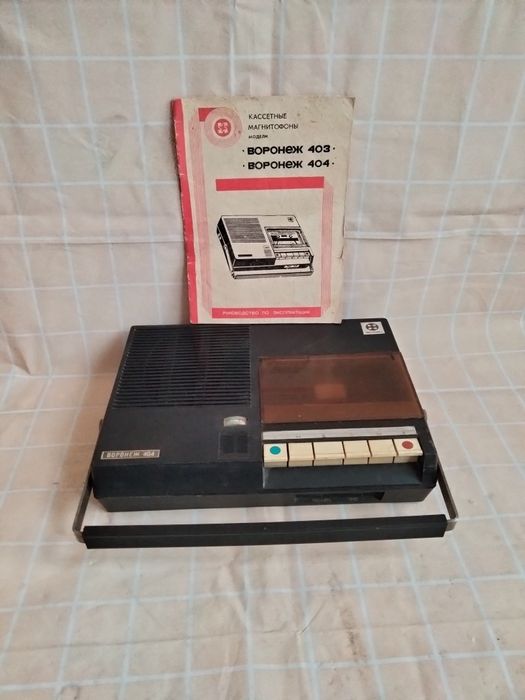 КАССЕТНЫЕ
МАГНИТОФОНЫ
МОДЕЛИ
· ВОРОНЕЖ 403 ·
· ВОРОНЕЖ 404 ·
РУКОВОДСТВО ПО ЭКСПЛУАТАЦИИ
ВОРОНЕЖ 404